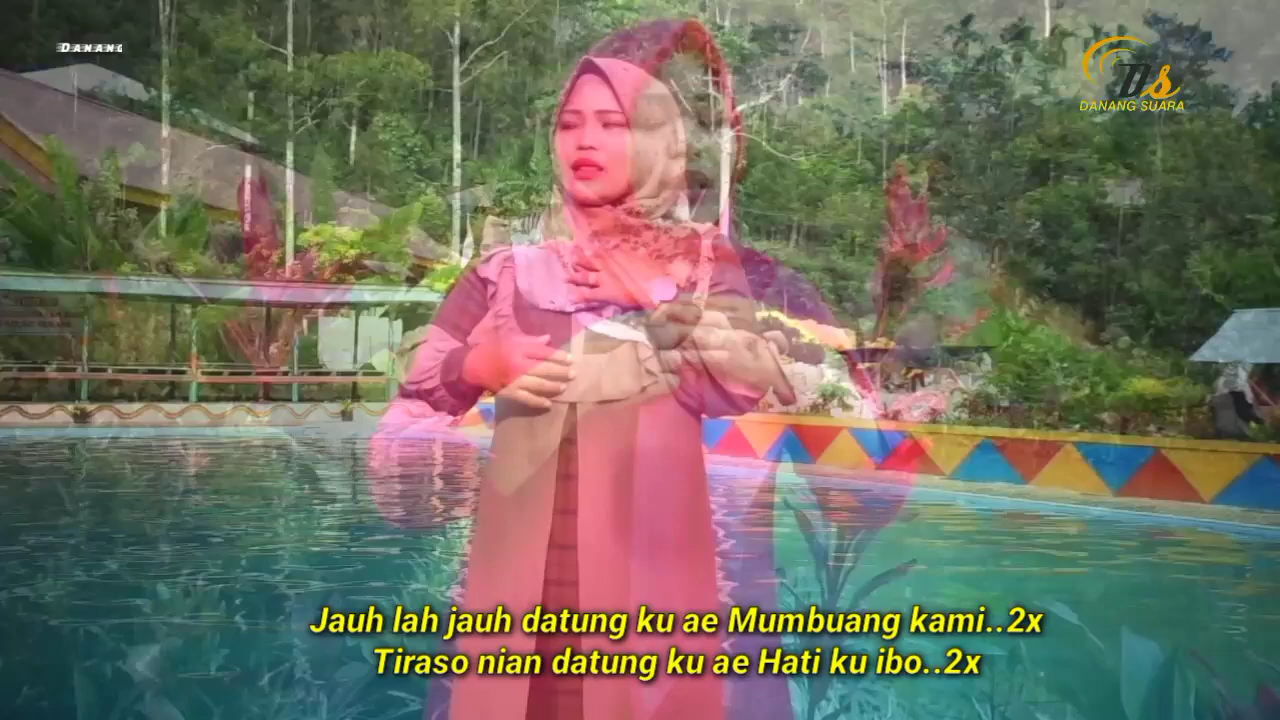 DANANG
Ds
DANANG SUARA
Jauh lah jauh datung ku ae Mumbuang kami..2x
Tiraso nian datung ku ae Hati ku ibo..2x